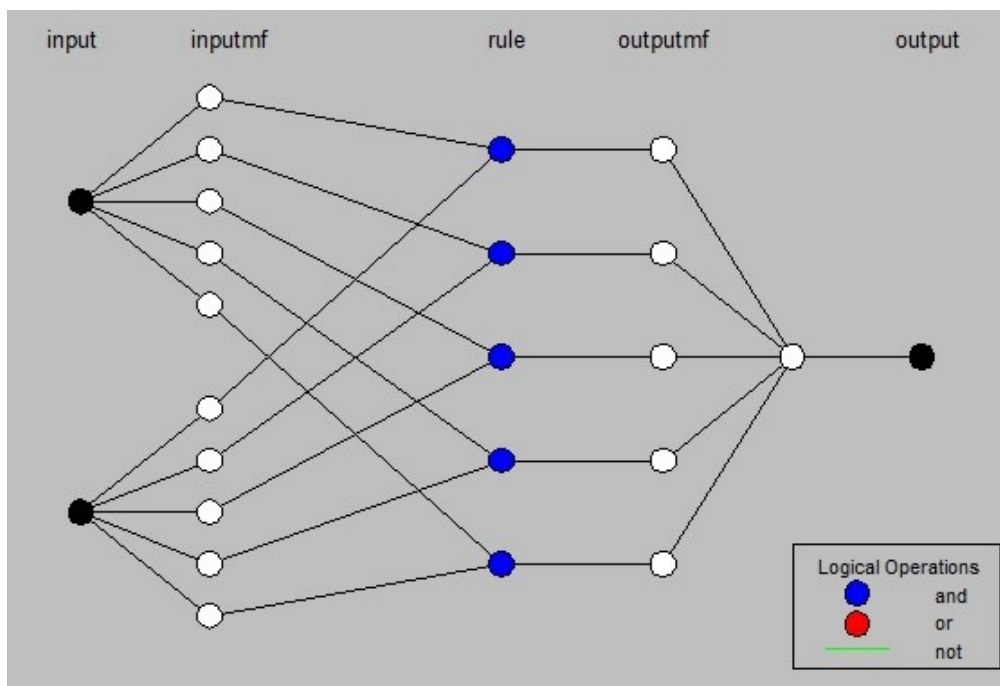 input inputmf rule outputmf output
Logical Operations
and
or
not